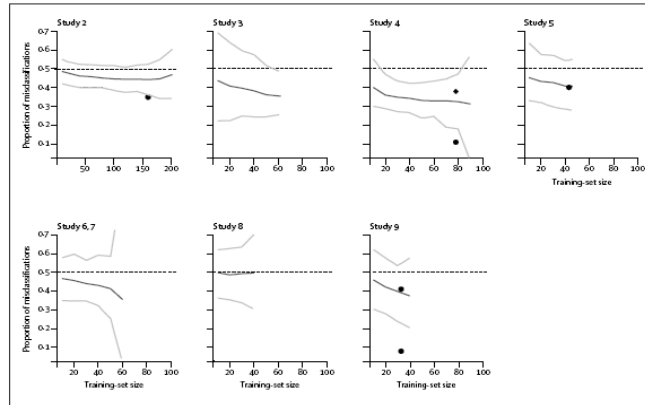 Study 2 Study 3 Study 4 Study 5
Proportion of misclassifications
0·7
0·6
0·5
0·4
0·3
0·2
0·1
50 100 150 200
20 40 60 80 100
20 40 60 80 100
20 40 60 80 100
Training-set size
Training-set size
Study 6,7 Study 8 Study 9
Proportion of misclassifications
0·7
0·6
0·5
0·4
0·3
0·2
0·1
20 40 60 80 100
20 40 60 80 100
20 40 60 80 100
Training-set size
Training-set size
Training-set size